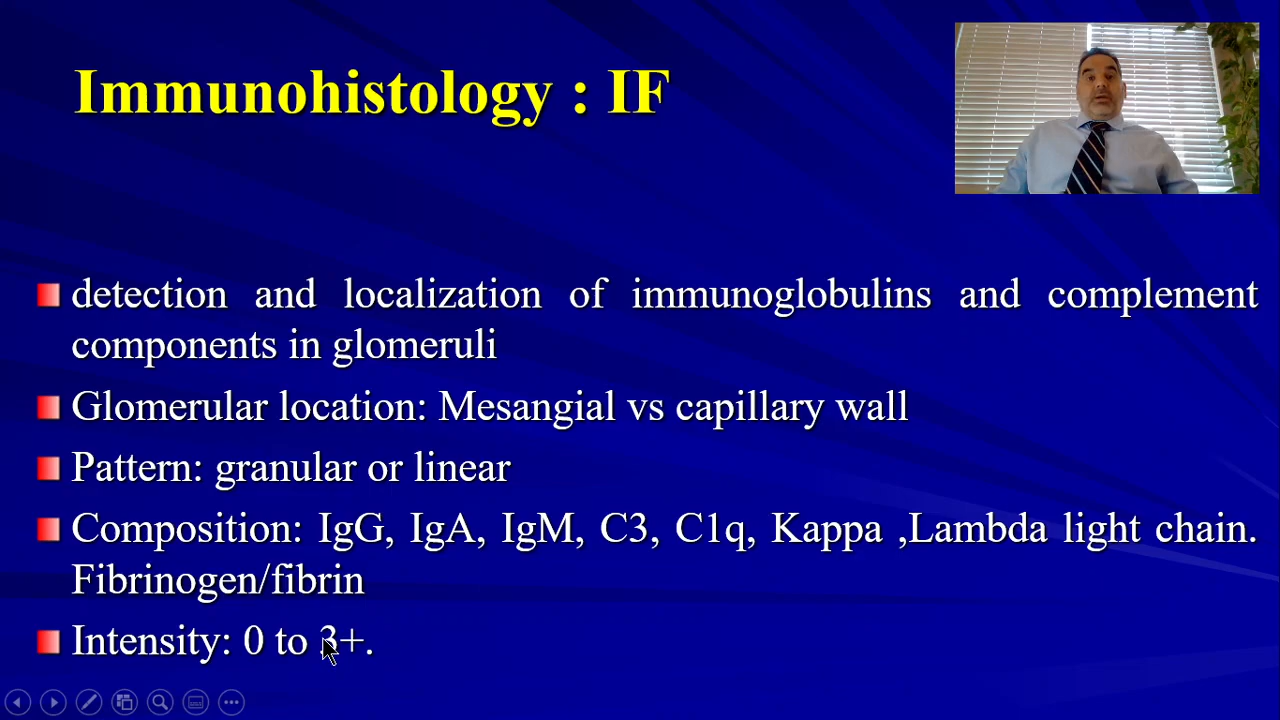 Immunohistology : IF
detection and localization of immunoglobulins and complement
components in glomeruli
Glomerular location: Mesangial vs capillary wall
Pattern: granular or linear
Composition: IgG, IgA, IgM, C3, C1q, Kappa ,Lambda light chain.
Fibrinogen/fibrin
Intensity: 0 to 3+.